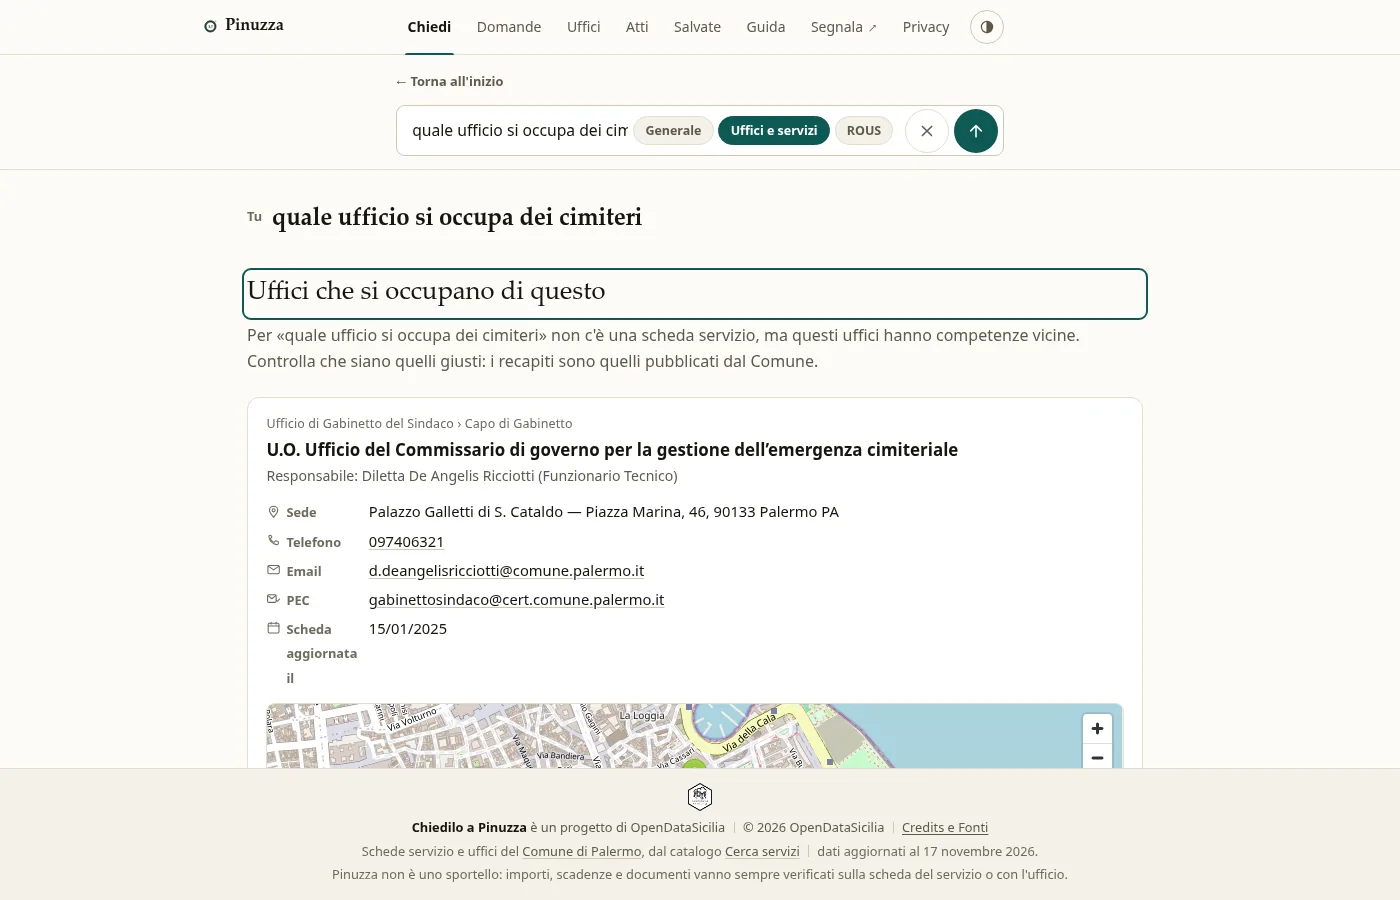 Pinuzza
Chiedi Domande Uffici Atti Salvate Guida Segnala ↗ Privacy
← Torna all'inizio
quale ufficio si occupa dei cim Generale Uffici e servizi ROUS
Tu quale ufficio si occupa dei cimiteri
Uffici che si occupano di questo
Per «quale ufficio si occupa dei cimiteri» non c'è una scheda servizio, ma questi uffici hanno competenze vicine.
Controlla che siano quelli giusti: i recapiti sono quelli pubblicati dal Comune.
Ufficio di Gabinetto del Sindaco › Capo di Gabinetto
U.O. Ufficio del Commissario di governo per la gestione dell’emergenza cimiteriale
Responsabile: Diletta De Angelis Ricciotti (Funzionario Tecnico)
Sede Palazzo Galletti di S. Cataldo — Piazza Marina, 46, 90133 Palermo PA
Telefono 097406321
Email d.deangelisricciotti@comune.palermo.it
PEC gabinettosindaco@cert.comune.palermo.it
Scheda aggiornata il 15/01/2025
Via Volturno
La Loggia
Via della Cala
Via Bandiera
Via Cassari
Chiedilo a Pinuzza è un progetto di OpenDataSicilia © 2026 OpenDataSicilia Credits e Fonti
Schede servizio e uffici del Comune di Palermo, dal catalogo Cerca servizi dati aggiornati al 17 novembre 2026.
Pinuzza non è uno sportello: importi, scadenze e documenti vanno sempre verificati sulla scheda del servizio o con l'ufficio.